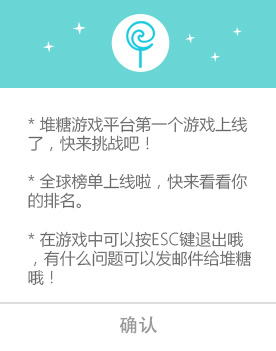 * 堆糖游戏平台第一个游戏上线
了，快来挑战吧！
* 全球榜单上线啦，快来看看你
的排名。
* 在游戏中可以按ESC键退出哦
，有什么问题可以发邮件给堆糖
哦！
确认